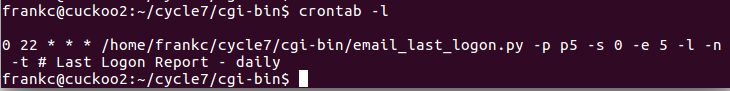 frankc@cuckoo2:~/cycle7/cgi-bin$ crontab -l
0 22 * * * /home/frankc/cycle7/cgi-bin/email_last_logon.py -p p5 -s 0 -e 5 -l -n
 -t # Last Logon Report - daily
frankc@cuckoo2:~/cycle7/cgi-bin$